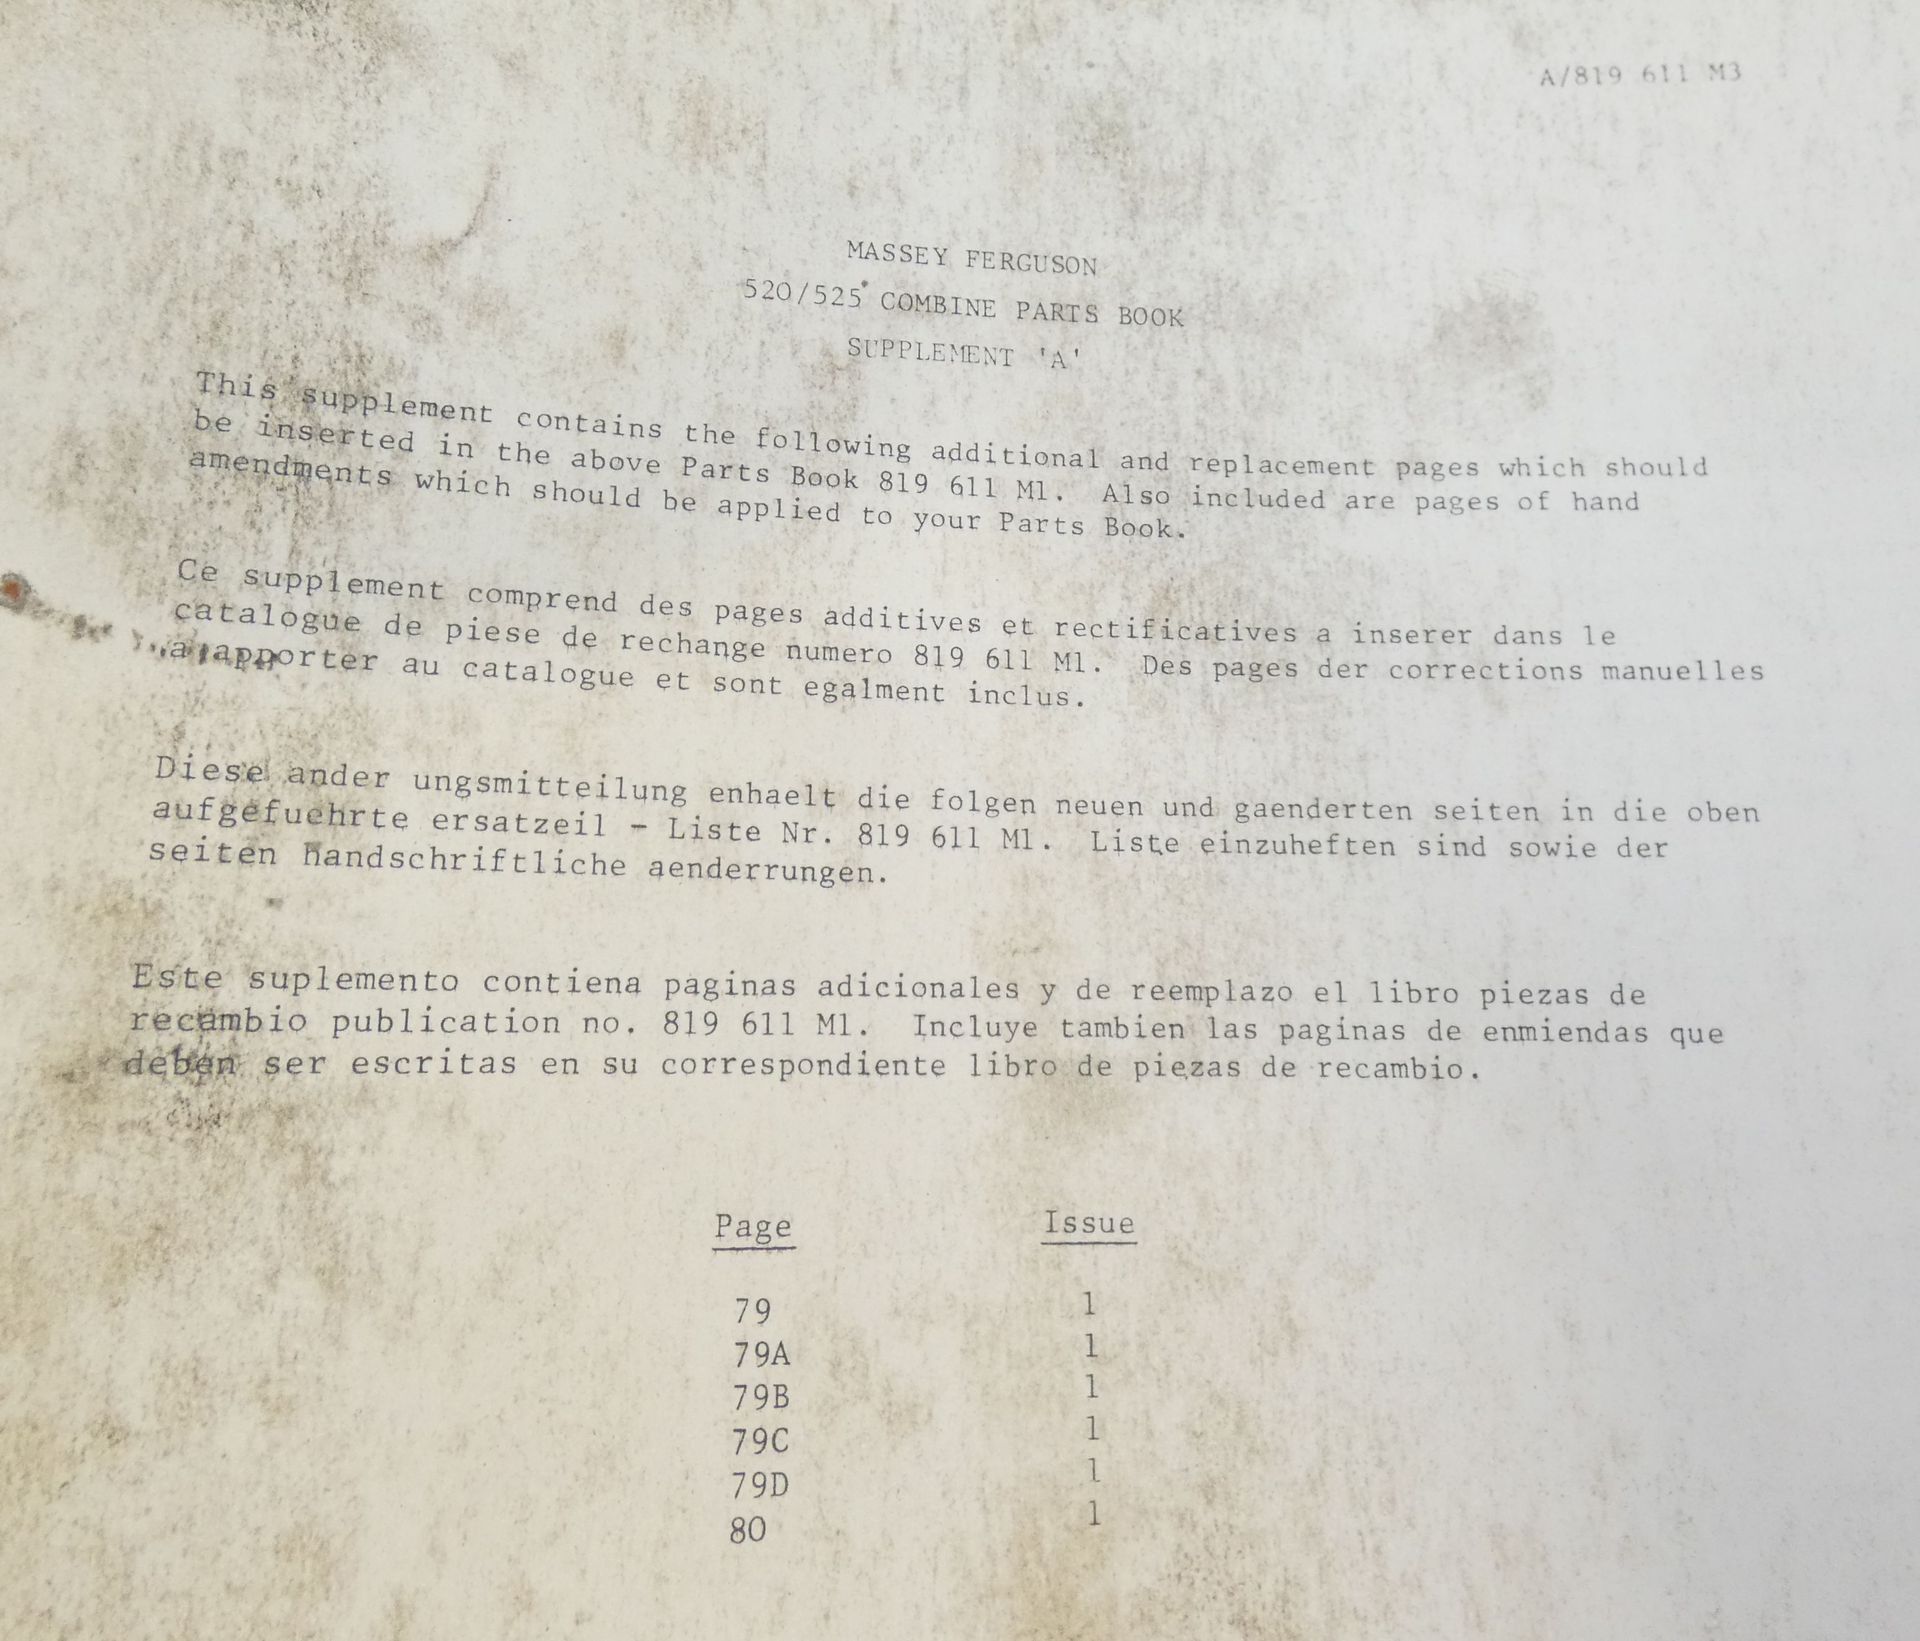 A/819 611 M3
MASSEY FERGUSON
520/525 COMBINE PARTS BOOK
SUPPLEMENT 'A'
This supplement contains the following additional and replacement pages which should
be inserted in the above Parts Book 819 611 M1. Also included are pages of hand
amendments which should be applied to your Parts Book.
Ce supplement comprend des pages additives et rectificatives a inserer dans le
catalogue de piese de rechange numero 819 611 M1. Des pages der corrections manuelles
a apporter au catalogue et sont egalment inclus.
Diese ander ungsmitteilung enhaelt die folgen neuen und gaenderten seiten in die oben
aufgefuehrte ersatzeil - Liste Nr. 819 611 M1. Liste einzuheften sind sowie der
seiten handschriftliche aenderrungen.
Este suplemento contiena paginas adicionales y de reemplazo el libro piezas de
recambio publication no. 819 611 M1. Incluye tambien las paginas de enmiendas que
deben ser escritas en su correspondiente libro de piezas de recambio.
Page Issue
79 1
79A 1
79B 1
79C 1
79D 1
80 1